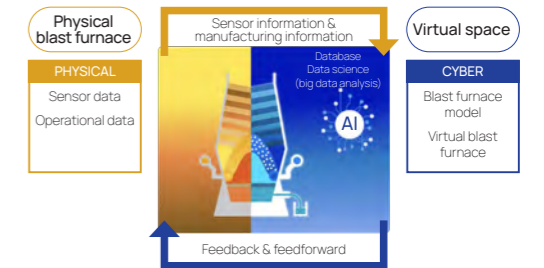 Physical
blast furnace
PHYSICAL
Sensor data
Operational data
Sensor information &
manufacturing information
Database
Data science
(big data analysis)
AI
Feedback & feedforward
Virtual space
CYBER
Blast furnace
model
Virtual blast
furnace